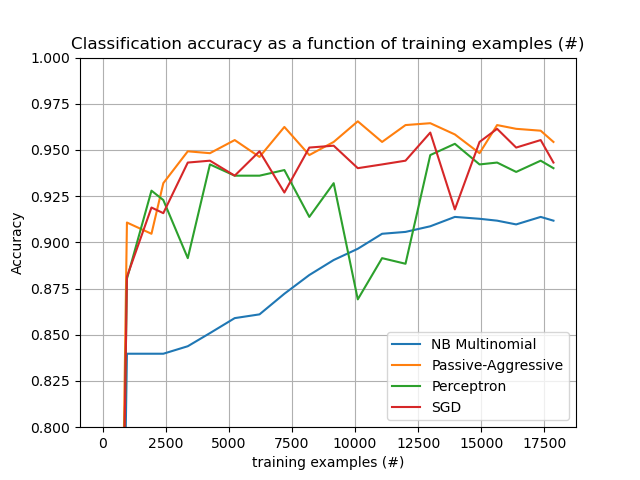 Classification accuracy as a function of training examples (#)
1.000
0.975
0.950
0.925
0.900
0.875
0.850
0.825
0.800
Accuracy
NB Multinomial
Passive-Aggressive
Perceptron
SGD
0 2500 5000 7500 10000 12500 15000 17500
training examples (#)